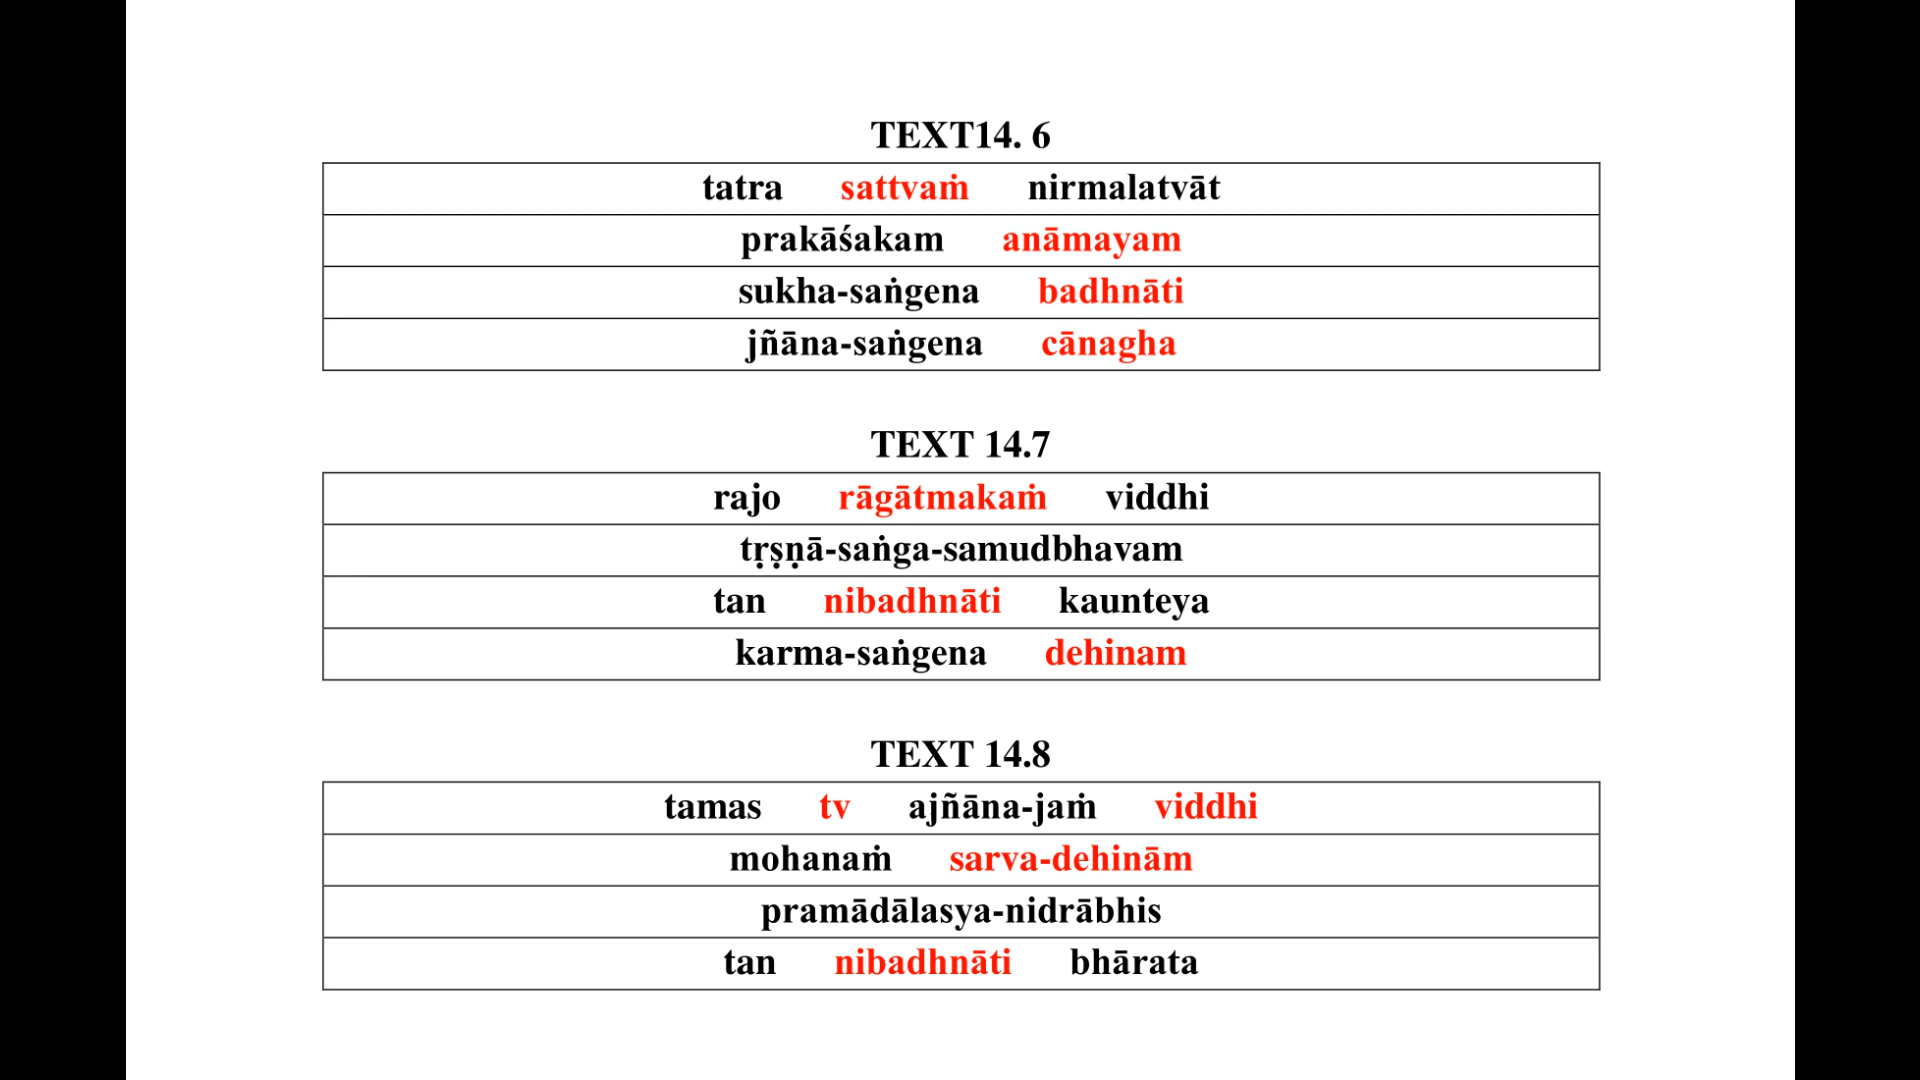 TEXT14. 6
tatra sattvaṁ nirmalatvāt
prakāśakam anāmayam
sukha-saṅgena badhnāti
jñāna-saṅgena cānagha
TEXT 14.7
rajo rāgātmakaṁ viddhi
tṛṣṇā-saṅga-samudbhavam
tan nibadhnāti kaunteya
karma-saṅgena dehinam
TEXT 14.8
tamas tv ajñāna-jaṁ viddhi
mohanaṁ sarva-dehinām
pramādālasya-nidrābhis
tan nibadhnāti bhārata